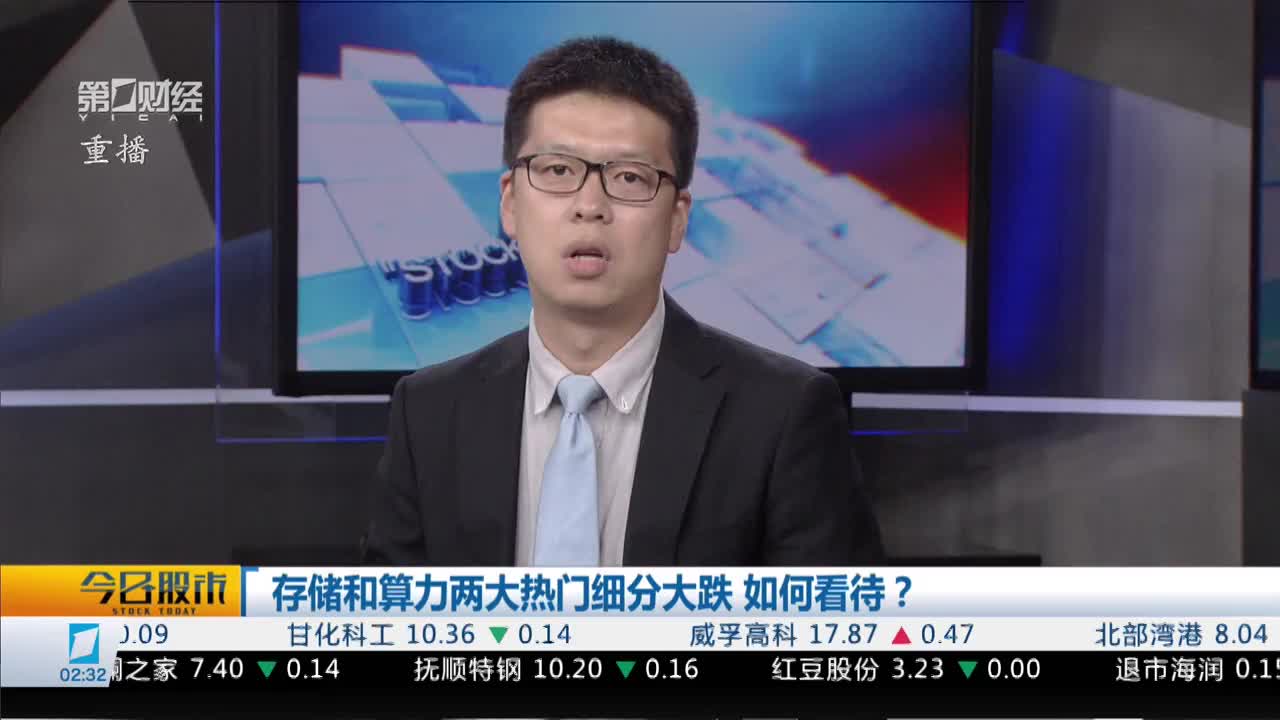 第一财经
YICAI
重播
STOCK
今日股市
STOCK TODAY
存储和算力两大热门细分大跌 如何看待？
0.09 甘化科工 10.36 ▼ 0.14 威孚高科 17.87 ▲ 0.47 北部湾港 8.04
02:32
澜之家 7.40 ▼ 0.14 抚顺特钢 10.20 ▼ 0.16 红豆股份 3.23 ▼ 0.00 退市海润 0.15